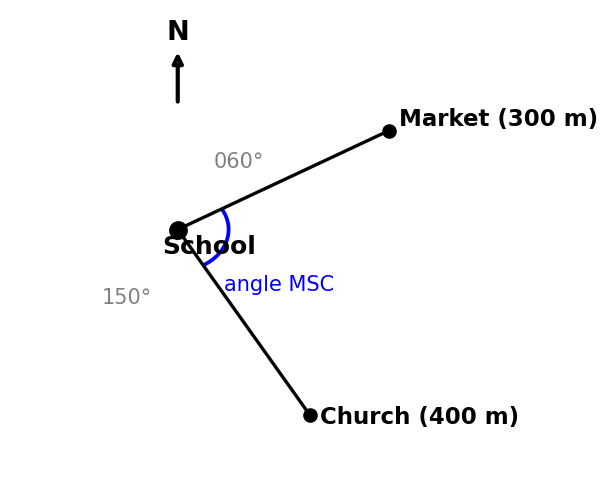 N
Market (300 m)
060°
School
angle MSC
150°
Church (400 m)